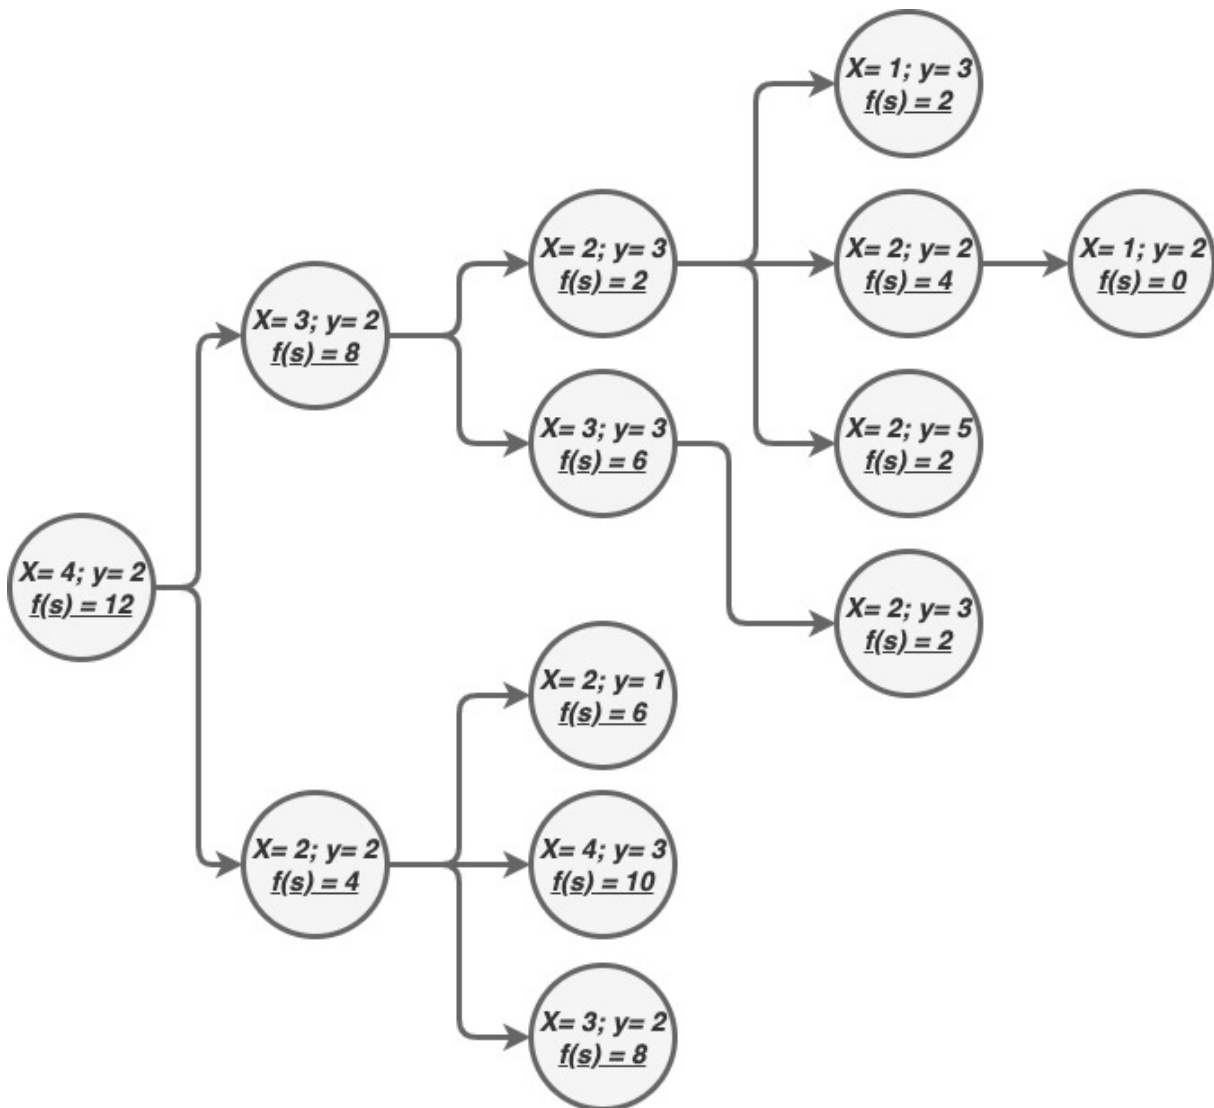 X= 1; y= 3
f(s) = 2
X= 2; y= 3
f(s) = 2
X= 2; y= 2
f(s) = 4
X= 1; y= 2
f(s) = 0
X= 3; y= 2
f(s) = 8
X= 3; y= 3
f(s) = 6
X= 2; y= 5
f(s) = 2
X= 4; y= 2
f(s) = 12
X= 2; y= 3
f(s) = 2
X= 2; y= 1
f(s) = 6
X= 2; y= 2
f(s) = 4
X= 4; y= 3
f(s) = 10
X= 3; y= 2
f(s) = 8